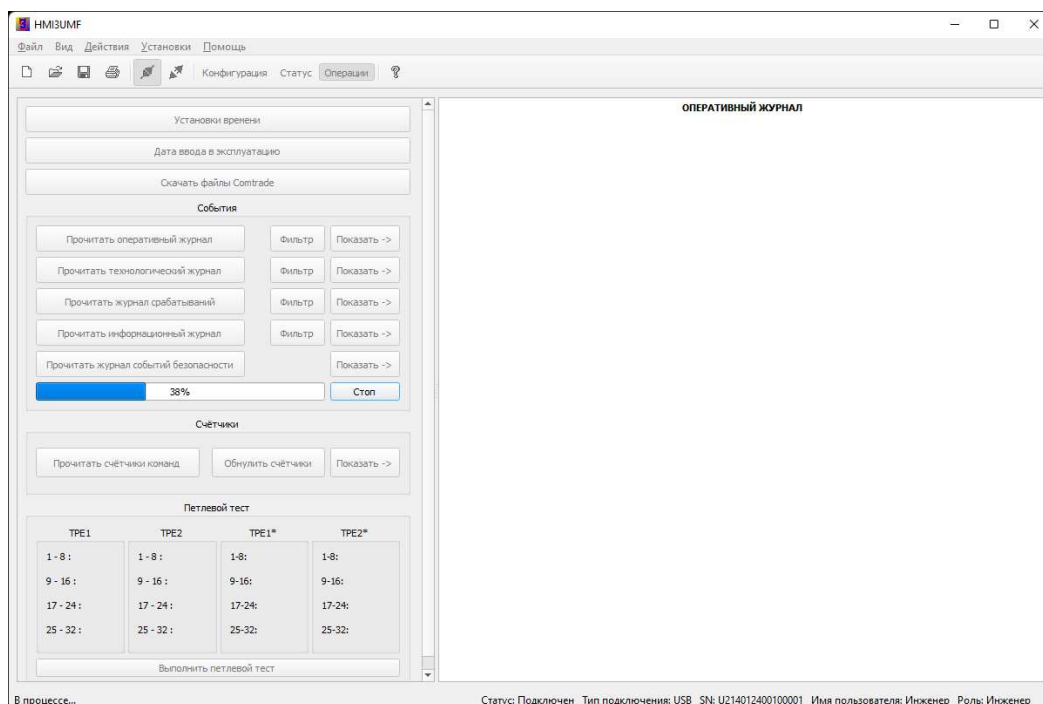 HMI3UMF
Файл Вид Действия Установки Помощь
Конфигурация Статус Операции
ОПЕРАТИВНЫЙ ЖУРНАЛ
Установки времени
Дата ввода в эксплуатацию
Скачать файлы Comtrade
События
Прочитать оперативный журнал Фильтр Показать ->
Прочитать технологический журнал Фильтр Показать ->
Прочитать журнал срабатываний Фильтр Показать ->
Прочитать информационный журнал Фильтр Показать ->
Прочитать журнал событий безопасности Показать ->
38% Стоп
Счётчики
Прочитать счётчики команд Обнулить счётчики Показать ->
Петлевой тест
TPE1 TPE2 TPE1* TPE2*
1 - 8 : 1 - 8 : 1-8: 1-8:
9 - 16 : 9 - 16 : 9-16: 9-16:
17 - 24 : 17 - 24 : 17-24: 17-24:
25 - 32 : 25 - 32 : 25-32: 25-32:
Выполнить петлевой тест
В процессе... Статус: Подключен Тип подключения: USB SN: U214012400100001 Имя пользователя: Инженер Роль: Инженер